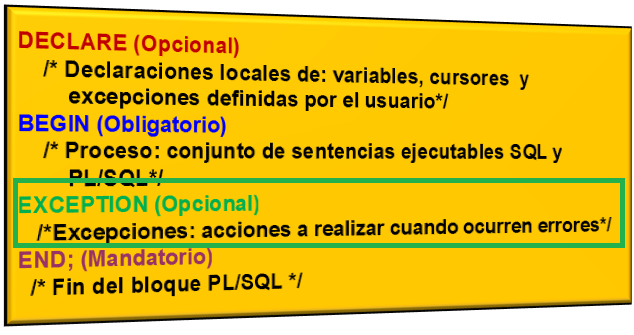 DECLARE (Opcional)
/* Declaraciones locales de: variables, cursores y
excepciones definidas por el usuario*/
BEGIN (Obligatorio)
/* Proceso: conjunto de sentencias ejecutables SQL y
PL/SQL*/
EXCEPTION (Opcional)
/*Excepciones: acciones a realizar cuando ocurren errores*/
END; (Mandatorio)
/* Fin del bloque PL/SQL */